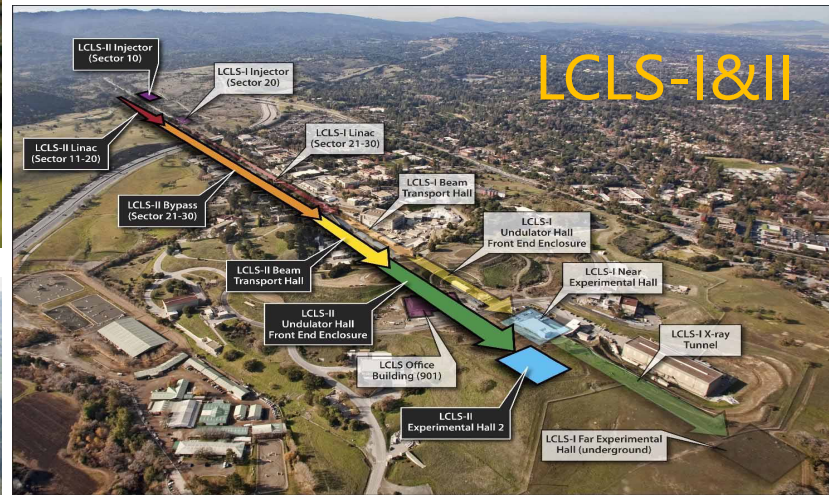 LCLS-I&II
LCLS-II Injector
(Sector 10)
LCLS-I Injector
(Sector 20)
LCLS-II Linac
(Sector 11-20)
LCLS-I Linac
(Sector 21-30)
LCLS-II Bypass
(Sector 21-30)
LCLS-I Beam
Transport Hall
LCLS-I
Undulator Hall
Front End Enclosure
LCLS-II Beam
Transport Hall
LCLS-I Near
Experimental Hall
LCLS-II
Undulator Hall
Front End Enclosure
LCLS-I X-ray
Tunnel
LCLS Office
Building (901)
LCLS-II
Experimental Hall 2
LCLS-I Far Experimental
Hall (underground)